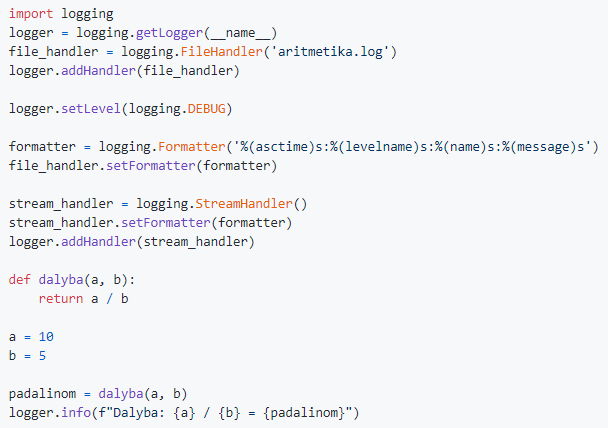 import logging
logger = logging.getLogger(__name__)
file_handler = logging.FileHandler('aritmetika.log')
logger.addHandler(file_handler)

logger.setLevel(logging.DEBUG)

formatter = logging.Formatter('%(asctime)s:%(levelname)s:%(name)s:%(message)s')
file_handler.setFormatter(formatter)

stream_handler = logging.StreamHandler()
stream_handler.setFormatter(formatter)
logger.addHandler(stream_handler)

def dalyba(a, b):
    return a / b

a = 10
b = 5

padalinom = dalyba(a, b)
logger.info(f"Dalyba: {a} / {b} = {padalinom}")